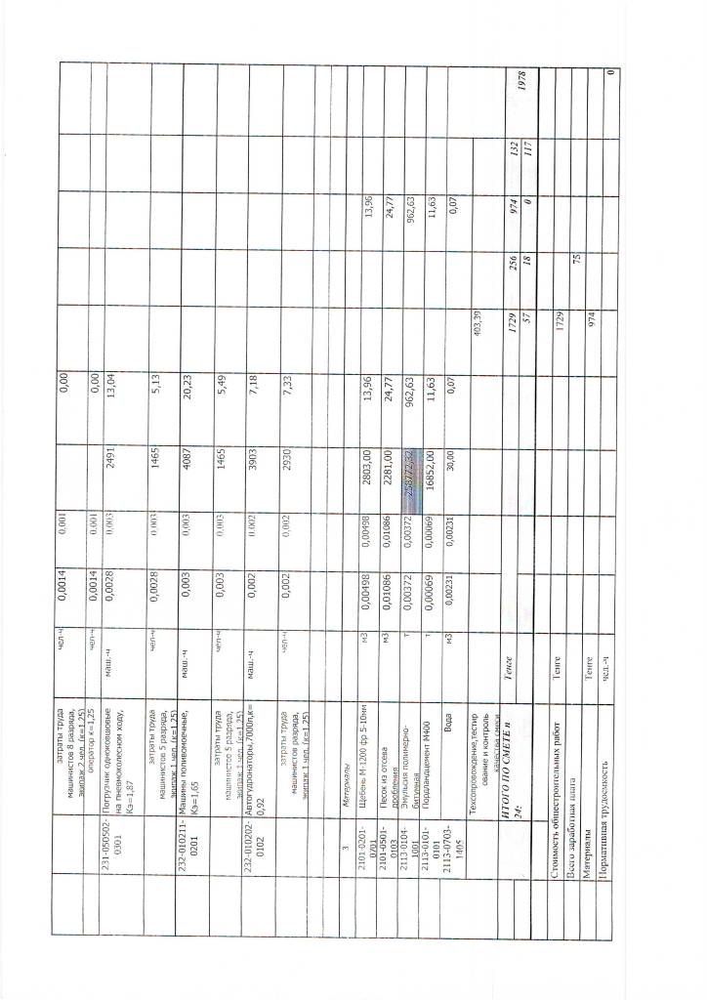 затраты труда машинистов 8 разряда, экипаж 2 чел. (к=1,25) чел-ч 0,0014 0.001 0,00
оператор к=1,25 чел-ч 0,0014 0.001 0,00
231-050502-0301 Погрузчик одноковшовые на пневмоколесном ходу, Кэ=1,87 маш.-ч 0,0028 0.003 2491 13,04
затраты труда машинистов 5 разряда, экипаж 1 чел. (к=1,25) чел-ч 0,0028 0.003 1465 5,13
232-010211-0201 Машины поливомоечные, Кэ=1,65 маш.-ч 0,003 0,003 4087 20,23
затраты труда машинистов 5 разряда, экипаж 1 чел. (к=1,25) чел-ч 0,003 0,003 1465 5,49
232-010202-0102 Автогудронаторы,7000л,к= 0,92 маш.-ч 0,002 0.002 3903 7,18
затраты труда машинистов разряда, экипаж 1 чел. (к=1,25) чел-ч 0,002 0,002 2930 7,33
3 Материалы
2101-0201-0701 Щебень М-1200 фр 5-10мм м3 0,00498 0,00498 2803,00 13,96 13,96
2101-0501-0103 Песок из отсева дробления м3 0,01086 0,01086 2281,00 24,77 24,77
2113-0104-1001 Эмульсия полимерно-битумная т 0,00372 0,00372 258772,32 962,63 962,63
2113-0101-0101 Пордландцемент М400 т 0,00069 0,00069 16852,00 11,63 11,63
2113-0703-1405 Вода м3 0,00231 0,00231 30,00 0,07 0,07
Техсопровождение,тестир ование и контроль качества смеси 403,39
ИТОГО ПО СМЕТЕ п 24: Тенге 1729 256 974 132 1978
57 18 0 117
Стоимость общестроительных работ Тенге 1729
Всего заработная плата 75
Материалы Тенге 974
Нормативная трудоемкость чел.-ч 0